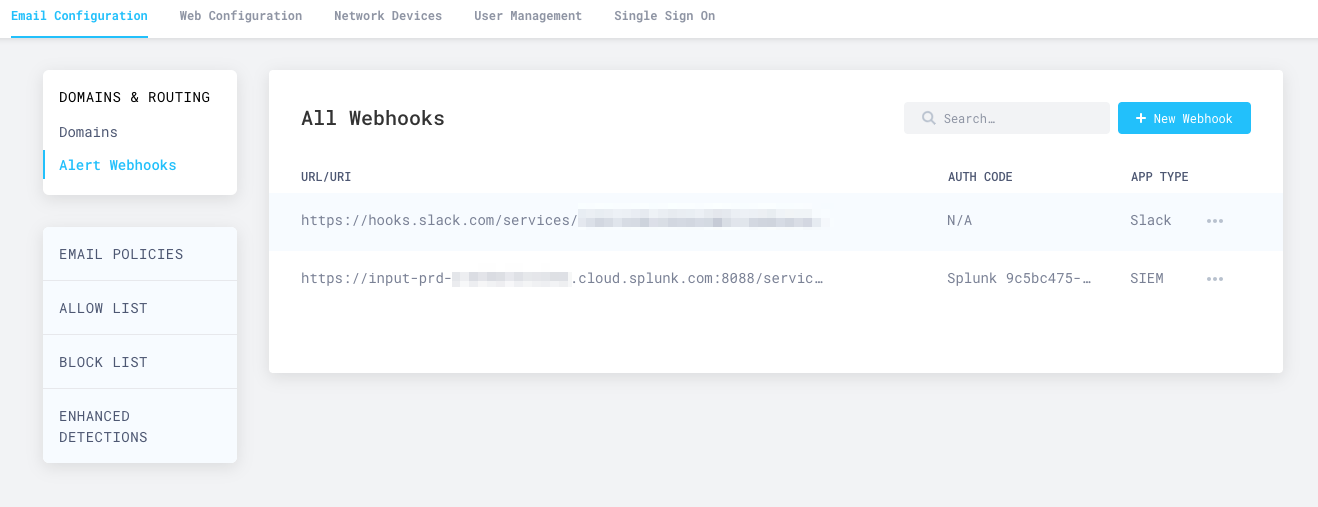 Email Configuration Web Configuration Network Devices User Management Single Sign On
DOMAINS & ROUTING
Domains
Alert Webhooks
EMAIL POLICIES
ALLOW LIST
BLOCK LIST
ENHANCED
DETECTIONS
All Webhooks
Search…
+ New Webhook
URL/URI AUTH CODE APP TYPE
https://hooks.slack.com/services/ N/A Slack
https://input-prd- .cloud.splunk.com:8088/servic… Splunk 9c5bc475-… SIEM